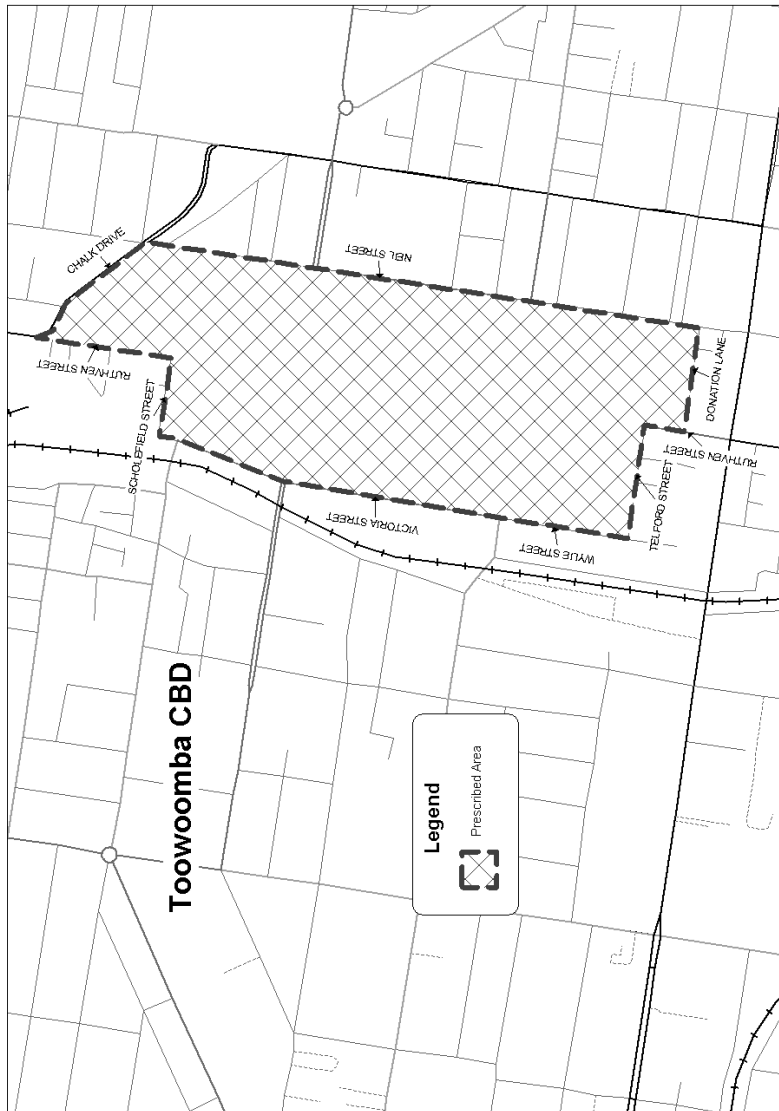 Toowoomba CBD
CHALK DRIVE
RUTHVEN STREET
SCHOLEFIELD STREET
NEIL STREET
VICTORIA STREET
WYLIE STREET
TELFORD STREET
RUTHVEN STREET
DONATION LANE
Legend
Prescribed Area